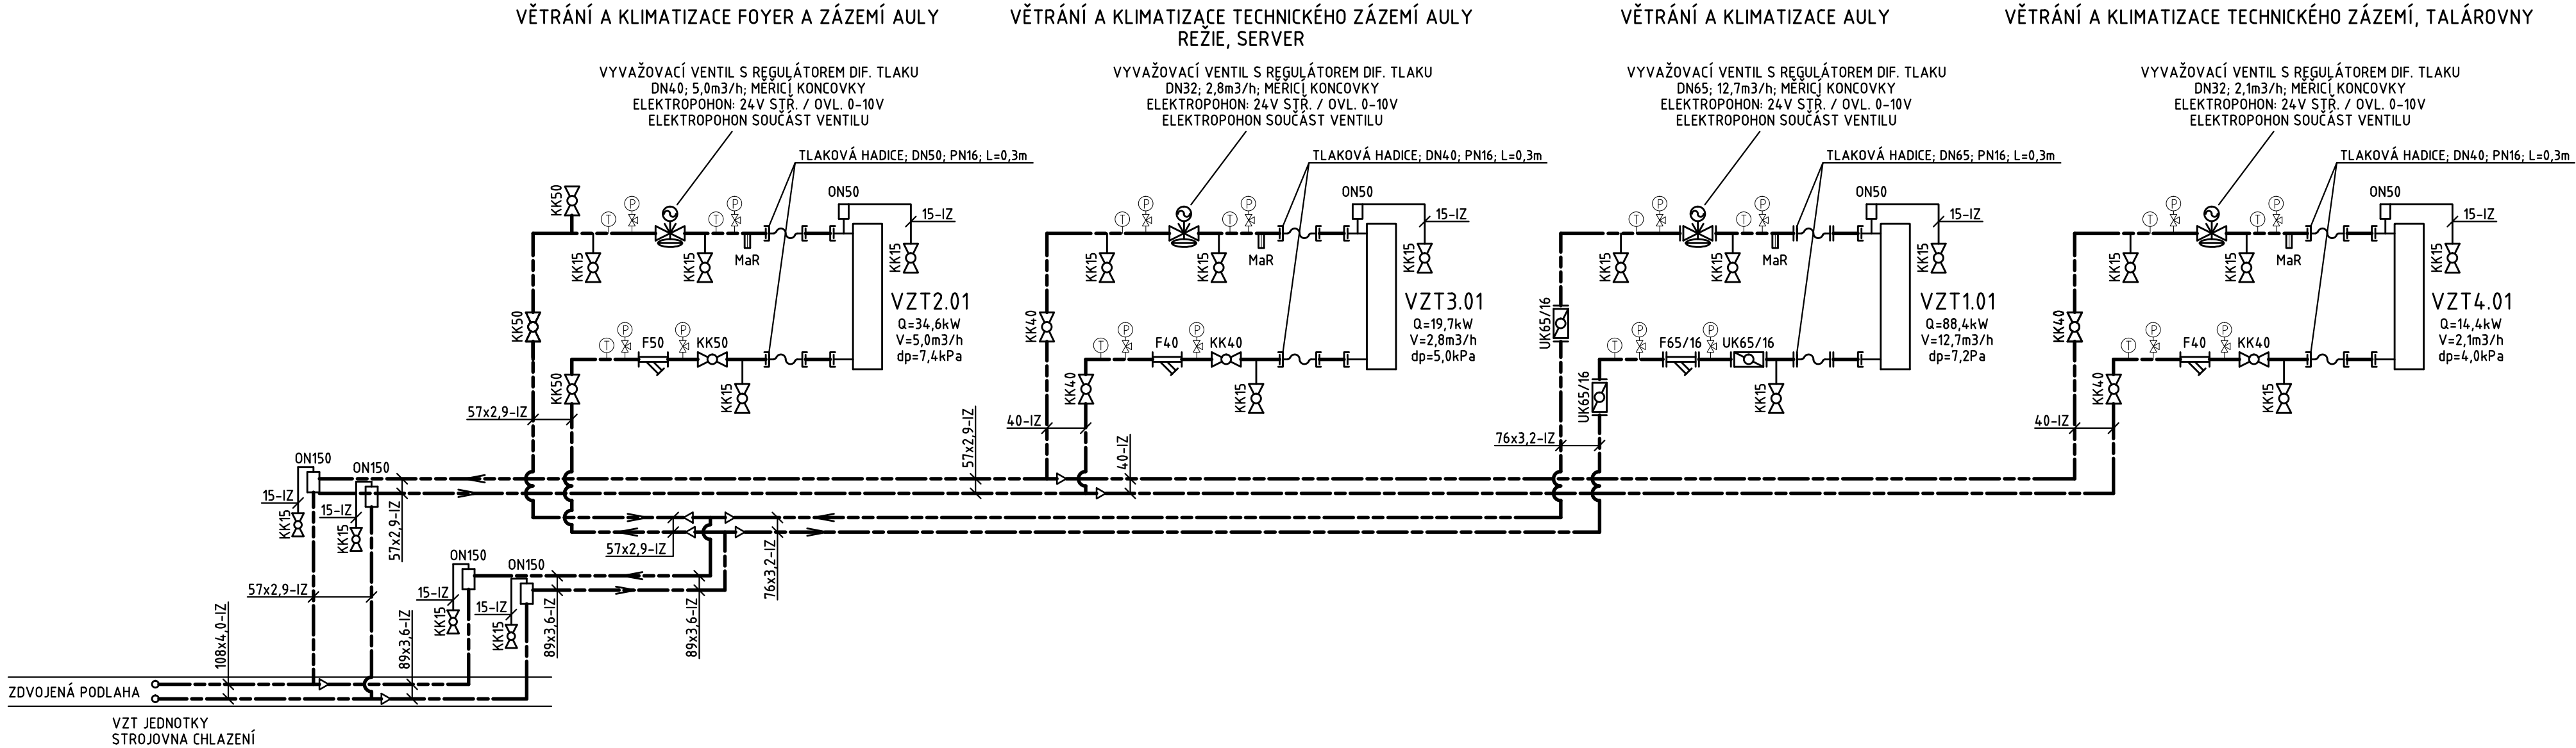 VĚTRÁNÍ A KLIMATIZACE FOYER A ZÁZEMÍ AULY
VYVAŽOVACÍ VENTIL S REGULÁTOREM DIF. TLAKU
DN40; 5,0m3/h; MĚŘICÍ KONCOVKY
ELEKTROPOHON: 24V STŘ. / OVL. 0-10V
ELEKTROPOHON SOUČÁST VENTILU
TLAKOVÁ HADICE; DN50; PN16; L=0,3m
KK50
T
P
T
P
ON50
15-IZ
KK15
KK15
MaR
KK15
KK50
VZT2.01
Q=34,6kW
V=5,0m3/h
dp=7,4kPa
T
P
F50
P
KK50
KK50
KK15
57x2,9-IZ
VĚTRÁNÍ A KLIMATIZACE TECHNICKÉHO ZÁZEMÍ AULY
REŽIE, SERVER
VYVAŽOVACÍ VENTIL S REGULÁTOREM DIF. TLAKU
DN32; 2,8m3/h; MĚŘICÍ KONCOVKY
ELEKTROPOHON: 24V STŘ. / OVL. 0-10V
ELEKTROPOHON SOUČÁST VENTILU
TLAKOVÁ HADICE; DN40; PN16; L=0,3m
T
P
T
P
ON50
15-IZ
KK15
KK15
MaR
KK15
KK40
VZT3.01
Q=19,7kW
V=2,8m3/h
dp=5,0kPa
T
P
F40
P
KK40
KK40
KK15
40-IZ
57x2,9-IZ
40-IZ
VĚTRÁNÍ A KLIMATIZACE AULY
VYVAŽOVACÍ VENTIL S REGULÁTOREM DIF. TLAKU
DN65; 12,7m3/h; MĚŘICÍ KONCOVKY
ELEKTROPOHON: 24V STŘ. / OVL. 0-10V
ELEKTROPOHON SOUČÁST VENTILU
TLAKOVÁ HADICE; DN65; PN16; L=0,3m
T
P
T
P
ON50
15-IZ
KK15
KK15
MaR
KK15
UK65/16
VZT1.01
Q=88,4kW
V=12,7m3/h
dp=7,2Pa
T
P
F65/16
P
UK65/16
UK65/16
KK15
76x3,2-IZ
VĚTRÁNÍ A KLIMATIZACE TECHNICKÉHO ZÁZEMÍ, TALÁROVNY
VYVAŽOVACÍ VENTIL S REGULÁTOREM DIF. TLAKU
DN32; 2,1m3/h; MĚŘICÍ KONCOVKY
ELEKTROPOHON: 24V STŘ. / OVL. 0-10V
ELEKTROPOHON SOUČÁST VENTILU
TLAKOVÁ HADICE; DN40; PN16; L=0,3m
T
P
T
P
ON50
15-IZ
KK15
KK15
MaR
KK15
KK40
VZT4.01
Q=14,4kW
V=2,1m3/h
dp=4,0kPa
T
P
F40
P
KK40
KK40
KK15
40-IZ
ON150
ON150
15-IZ
KK15
15-IZ
KK15
57x2,9-IZ
57x2,9-IZ
76x3,2-IZ
ON150
ON150
15-IZ
KK15
15-IZ
KK15
89x3,6-IZ
89x3,6-IZ
57x2,9-IZ
108x4,0-IZ
89x3,6-IZ
ZDVOJENÁ PODLAHA
VZT JEDNOTKY
STROJOVNA CHLAZENÍ